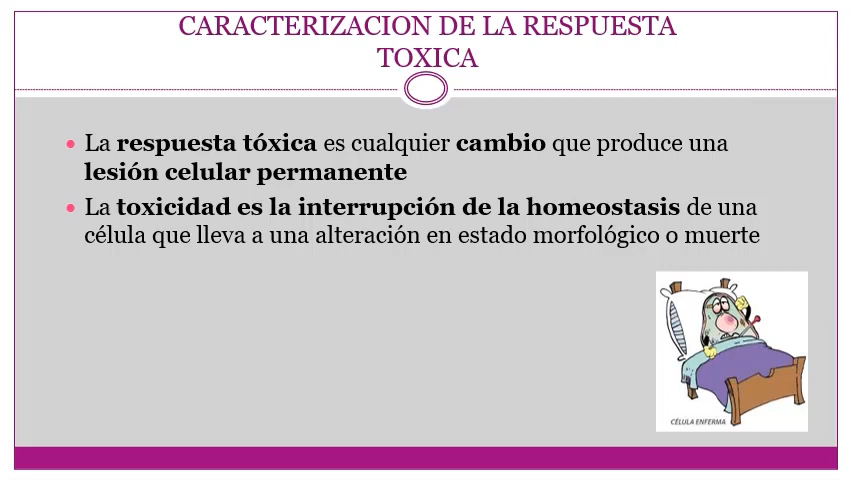 CARACTERIZACION DE LA RESPUESTA
TOXICA
La respuesta tóxica es cualquier cambio que produce una
lesión celular permanente
La toxicidad es la interrupción de la homeostasis de una
célula que lleva a una alteración en estado morfológico o muerte
CÉLULA ENFERMA